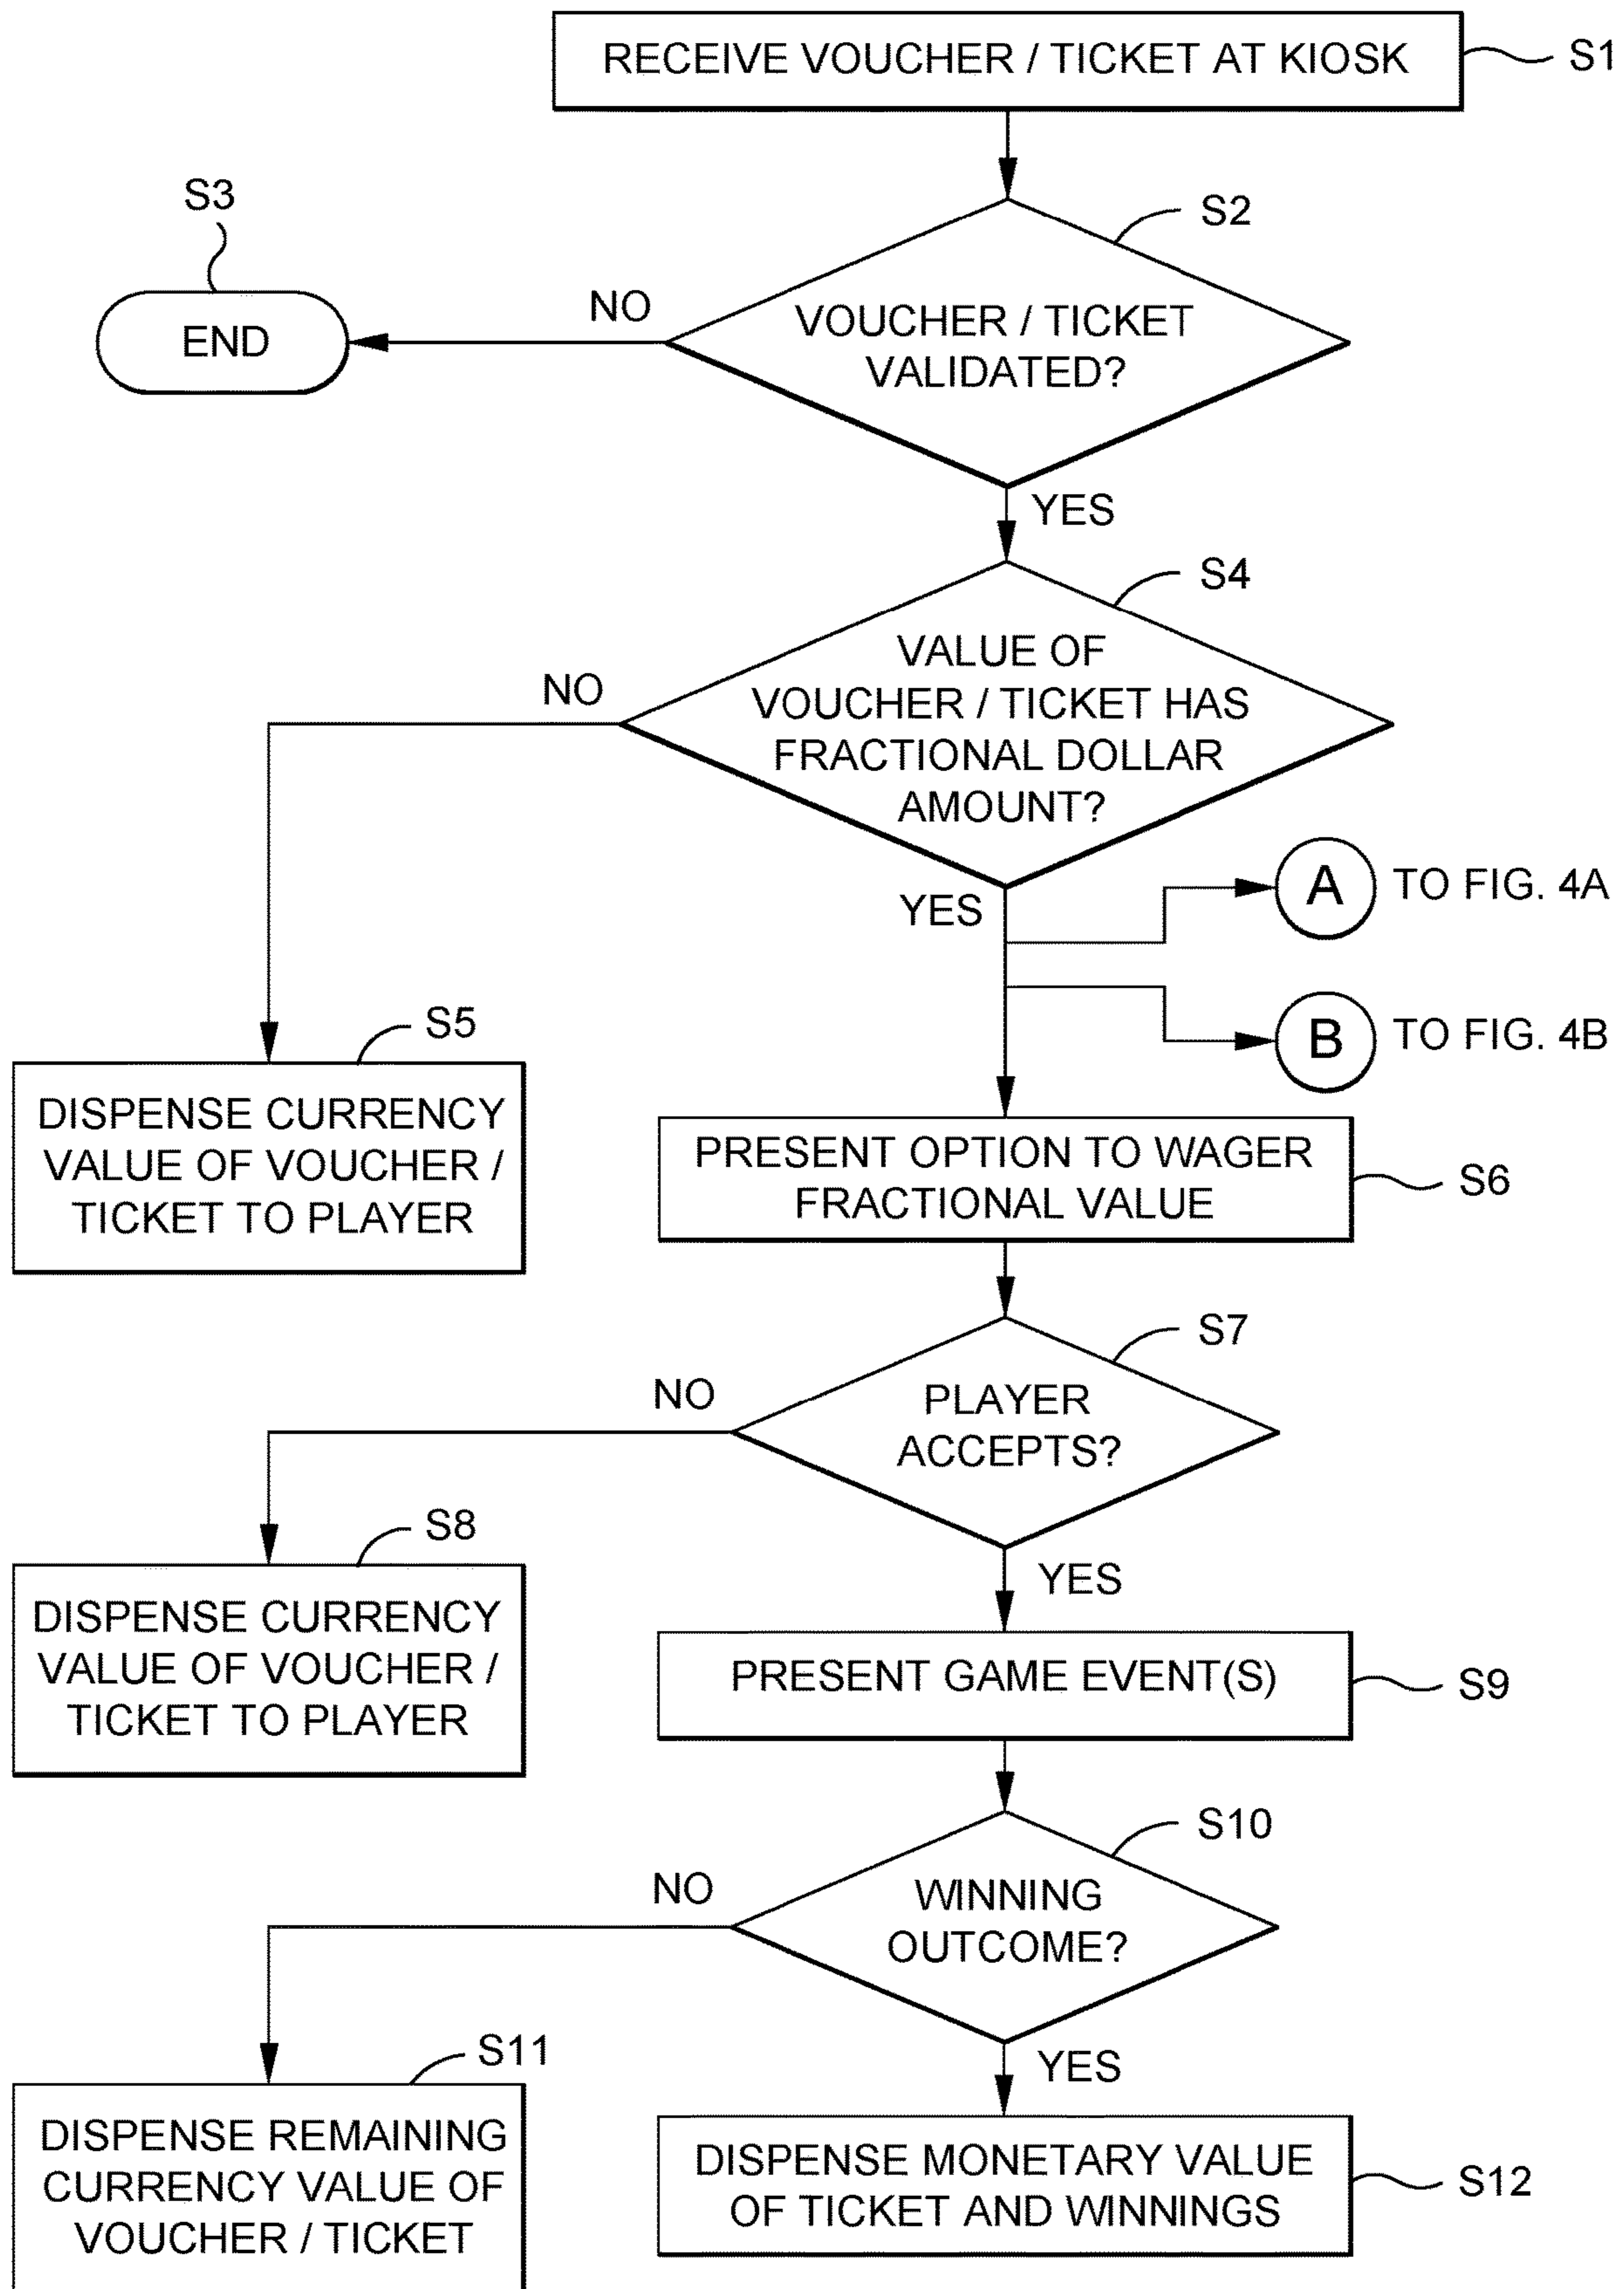 RECEIVE VOUCHER / TICKET AT KIOSK
S1
S3
S2
END
NO
VOUCHER / TICKET
VALIDATED?
YES
S4
VALUE OF
VOUCHER / TICKET HAS
FRACTIONAL DOLLAR
AMOUNT?
NO
YES
A
TO FIG. 4A
B
TO FIG. 4B
S5
DISPENSE CURRENCY
VALUE OF VOUCHER /
TICKET TO PLAYER
PRESENT OPTION TO WAGER
FRACTIONAL VALUE
S6
S7
NO
PLAYER
ACCEPTS?
S8
YES
DISPENSE CURRENCY
VALUE OF VOUCHER /
TICKET TO PLAYER
PRESENT GAME EVENT(S)
S9
S10
NO
WINNING
OUTCOME?
S11
YES
DISPENSE REMAINING
CURRENCY VALUE OF
VOUCHER / TICKET
DISPENSE MONETARY VALUE
OF TICKET AND WINNINGS
S12